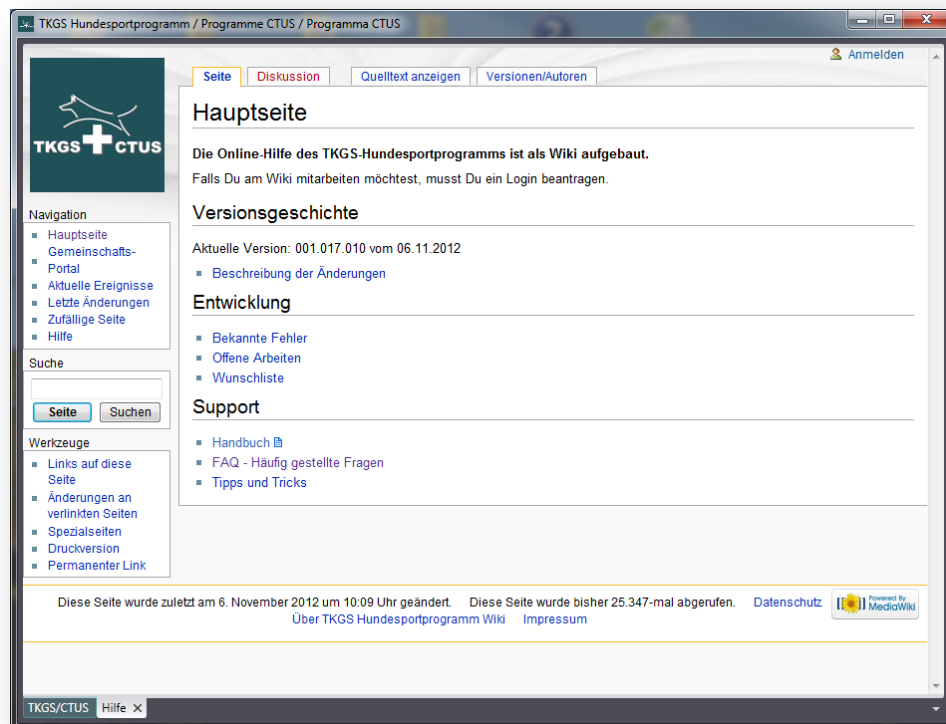 TKGS Hundesportprogramm / Programme CTUS / Programma CTUS
Anmelden
Seite Diskussion Quelltext anzeigen Versionen/Autoren
TKGS CTUS
Hauptseite
Die Online-Hilfe des TKGS-Hundesportprogramms ist als Wiki aufgebaut.
Falls Du am Wiki mitarbeiten möchtest, musst Du ein Login beantragen.
Versionsgeschichte
Aktuelle Version: 001.017.010 vom 06.11.2012
Beschreibung der Änderungen
Entwicklung
Bekannte Fehler
Offene Arbeiten
Wunschliste
Support
Handbuch
FAQ - Häufig gestellte Fragen
Tipps und Tricks
Navigation
Hauptseite
Gemeinschafts-
Portal
Aktuelle Ereignisse
Letzte Änderungen
Zufällige Seite
Hilfe
Suche
Seite Suchen
Werkzeuge
Links auf diese
Seite
Änderungen an
verlinkten Seiten
Spezialseiten
Druckversion
Permanenter Link
Diese Seite wurde zuletzt am 6. November 2012 um 10:09 Uhr geändert. Diese Seite wurde bisher 25.347-mal abgerufen. Datenschutz
Über TKGS Hundesportprogramm Wiki Impressum
Powered By
MediaWiki
TKGS/CTUS Hilfe